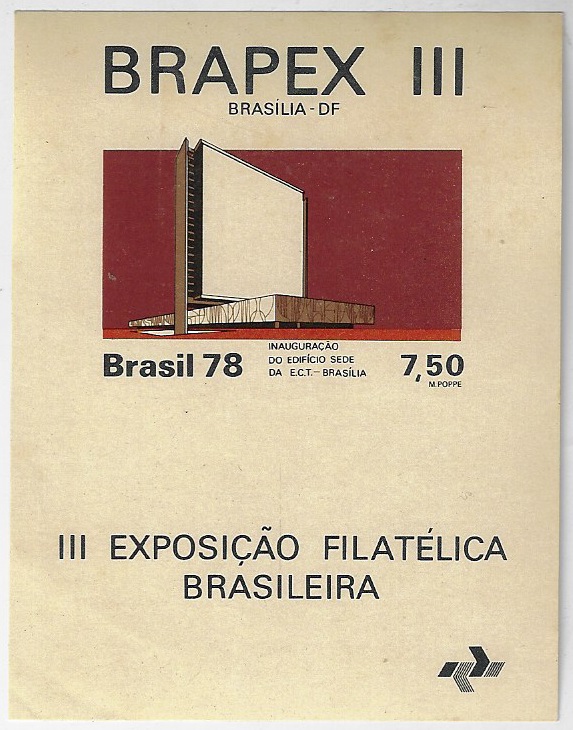 BRAPEX III
BRASÍLIA - DF
Brasil 78
INAUGURAÇÃO
DO EDIFÍCIO SEDE
DA E.C.T. - BRASÍLIA
7,50
M. POPPE
III EXPOSIÇÃO FILATÉLICA
BRASILEIRA